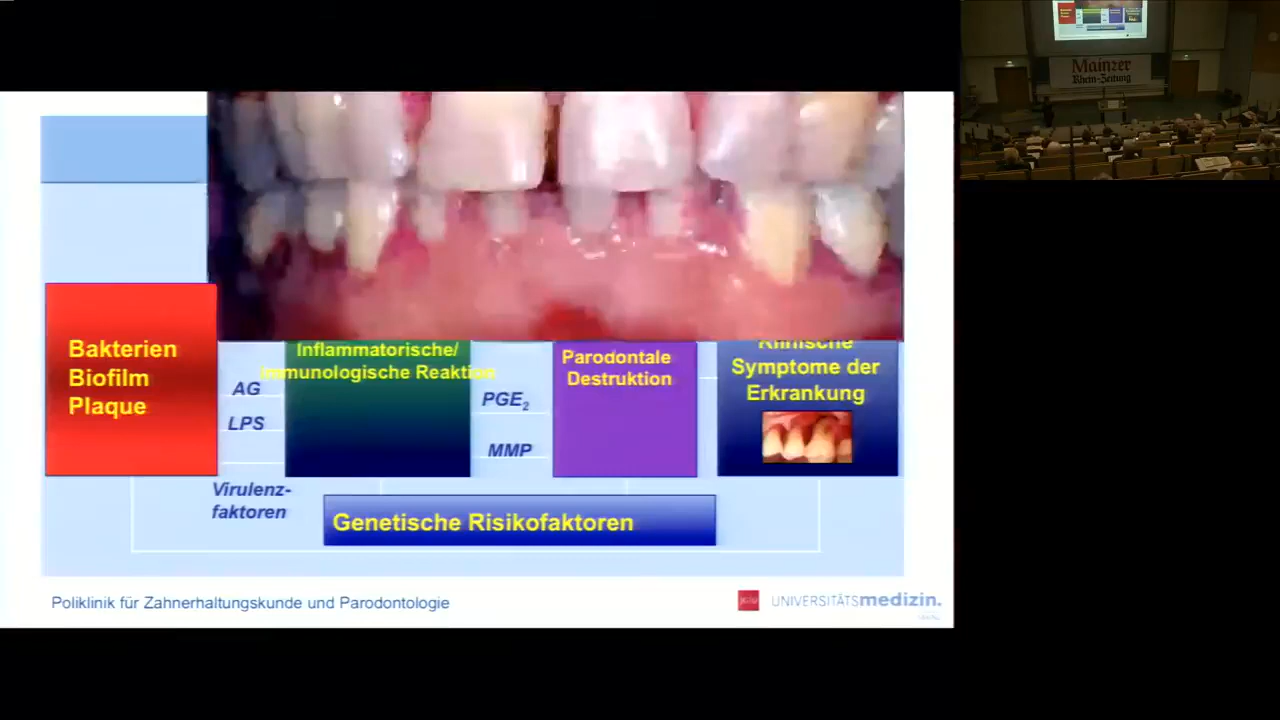 Mainzer
Rhein-Zeitung
Bakterien
Biofilm
Plaque
AG
LPS
Virulenz-
faktoren
Inflammatorische/
mmunologische Reaktion
PGE2
MMP
Parodontale
Destruktion
Klinische
Symptome der
Erkrankung
Genetische Risikofaktoren
Poliklinik für Zahnerhaltungskunde und Parodontologie
UNIVERSITÄTSmedizin.